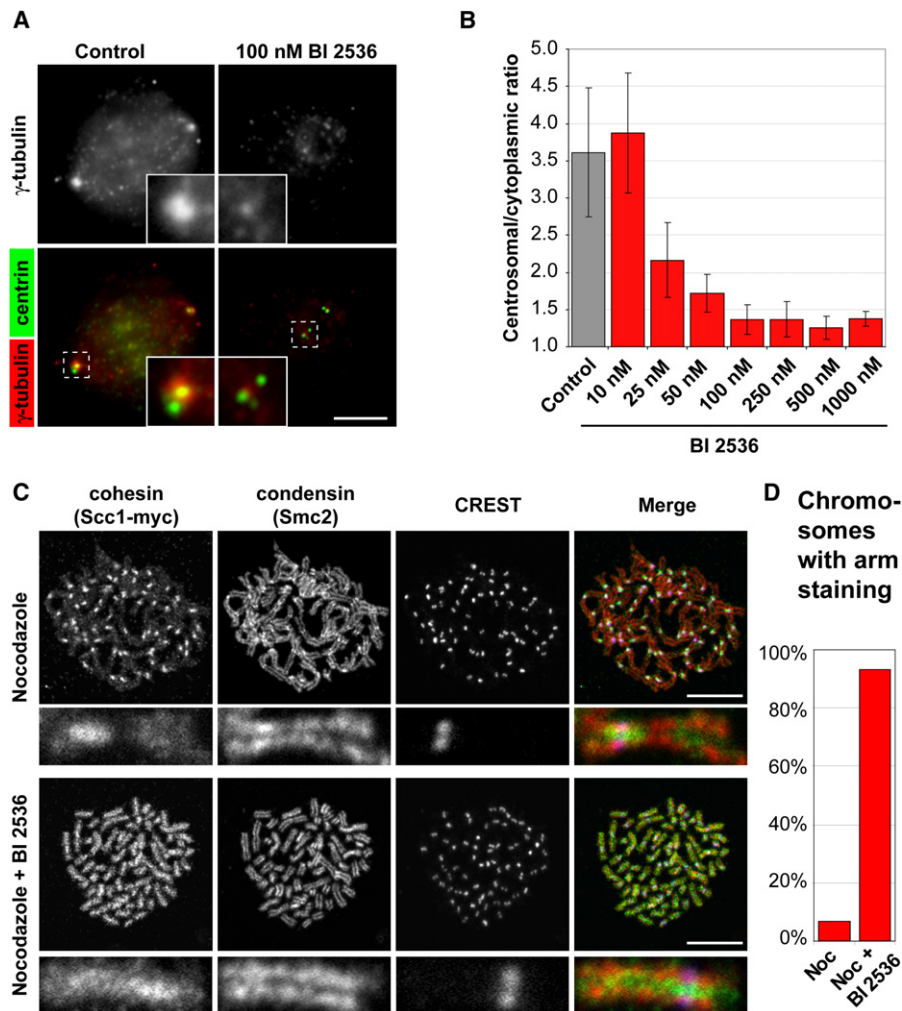 A
Control
100 nM BI 2536
γ-tubulin
centrin
γ-tubulin
B
Centrosomal/cytoplasmic ratio
5.0
4.5
4.0
3.5
3.0
2.5
2.0
1.5
1.0
Control
10 nM
25 nM
50 nM
100 nM
250 nM
500 nM
1000 nM
BI 2536
C
cohesin
(Scc1-myc)
condensin
(Smc2)
CREST
Merge
Nocodazole
Nocodazole + BI 2536
D
Chromo-
somes
with arm
staining
100%
80%
60%
40%
20%
0%
Noc
Noc +
BI 2536